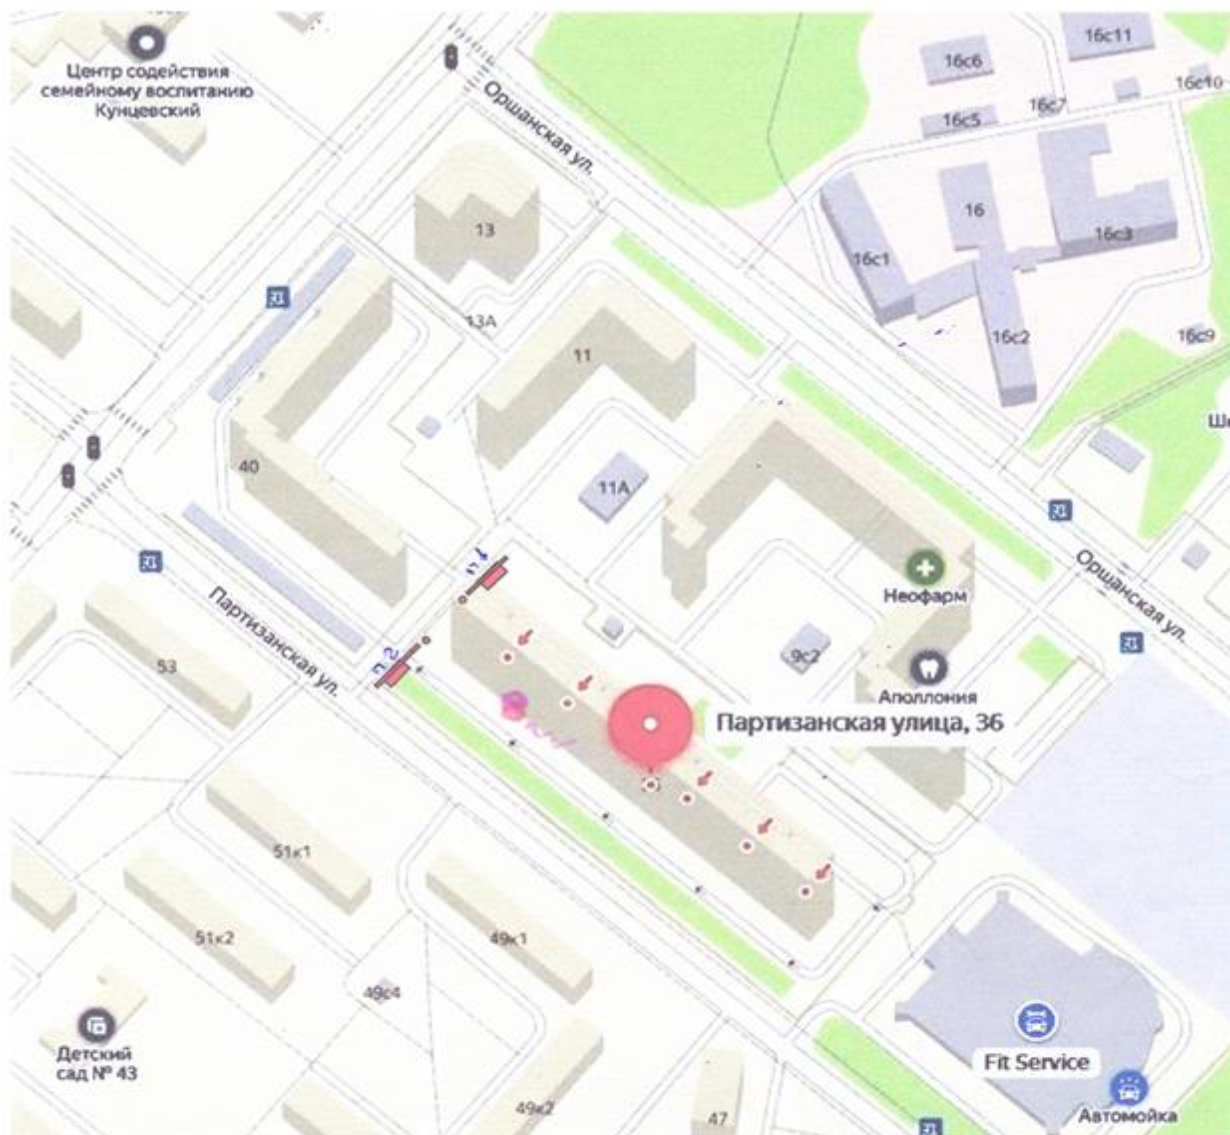 Центр содействия
семейному воспитанию
Кунцевский
Оршанская ул.
16с6
16с11
16с10
16с7
16с5
16
16с1
16с3
16с2
16с9
13
13А
11
40
11А
Неофарм
Оршанская ул.
9с2
Аполлония
Партизанская ул.
53
Партизанская улица, 36
51к1
51к2
49к1
49с4
Детский
сад № 43
49к2
47
Fit Service
Автомойка